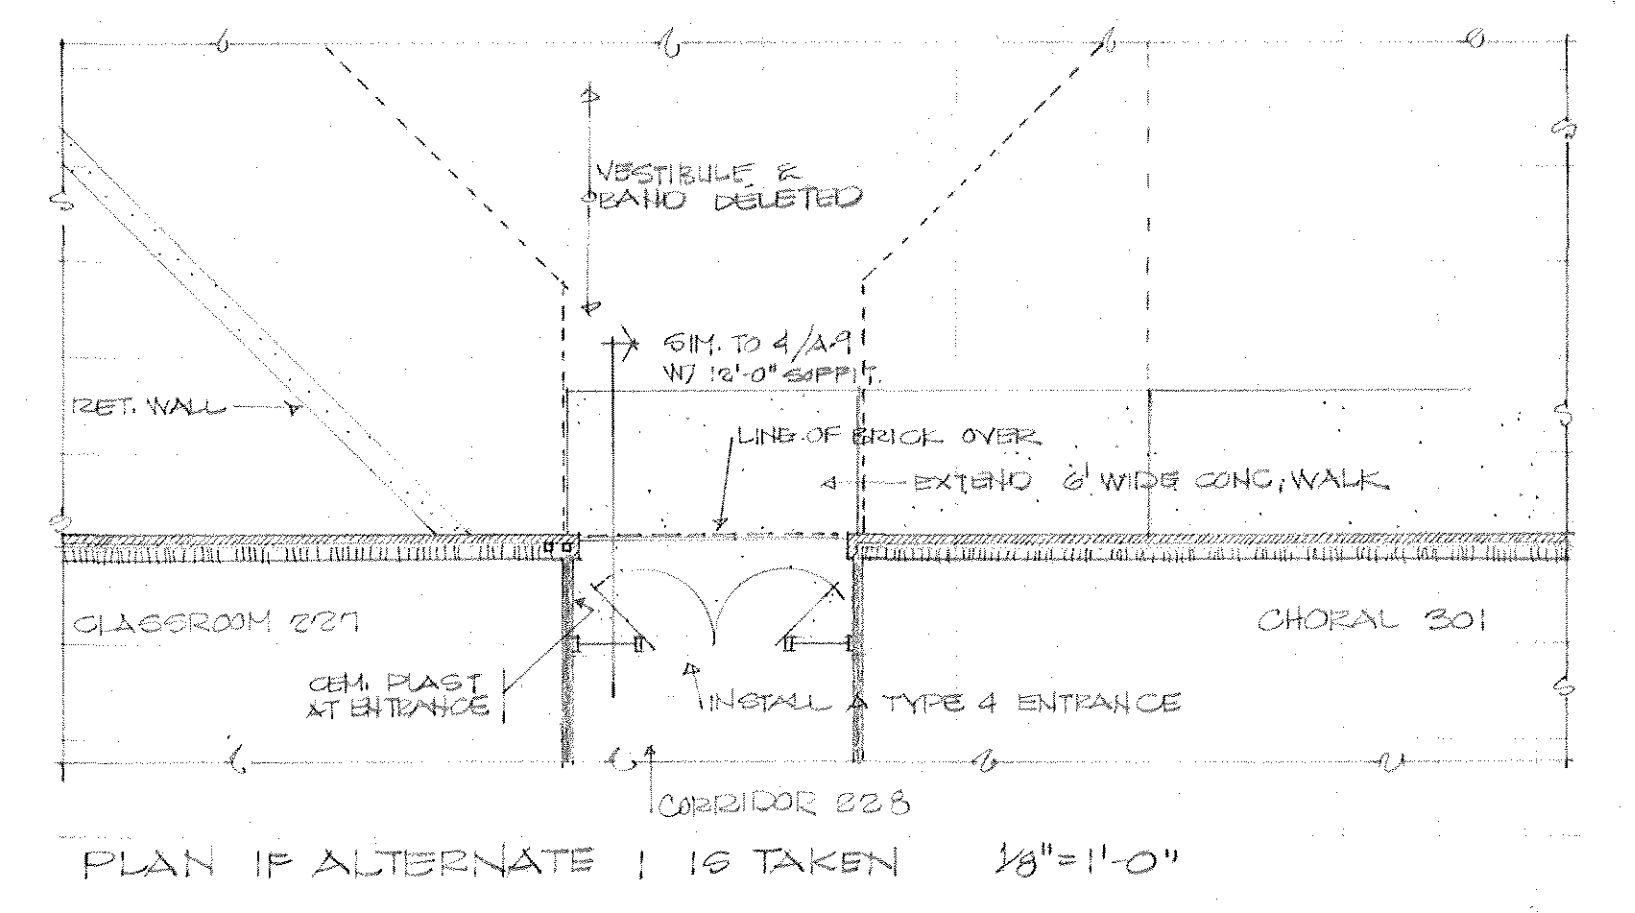 VESTIBULE &
BAND DELETED
SIM. TO 4/A9
W/ 12'-0" SOFFIT.
RET. WALL
LINE OF BRICK OVER
EXTEND 6' WIDE CONC. WALK
CLASSROOM 227
CHORAL 301
CEM. PLAST
AT ENTRANCE
INSTALL A TYPE 4 ENTRANCE
CORRIDOR 228
PLAN IF ALTERNATE 1 IS TAKEN 1/8"=1'-0"